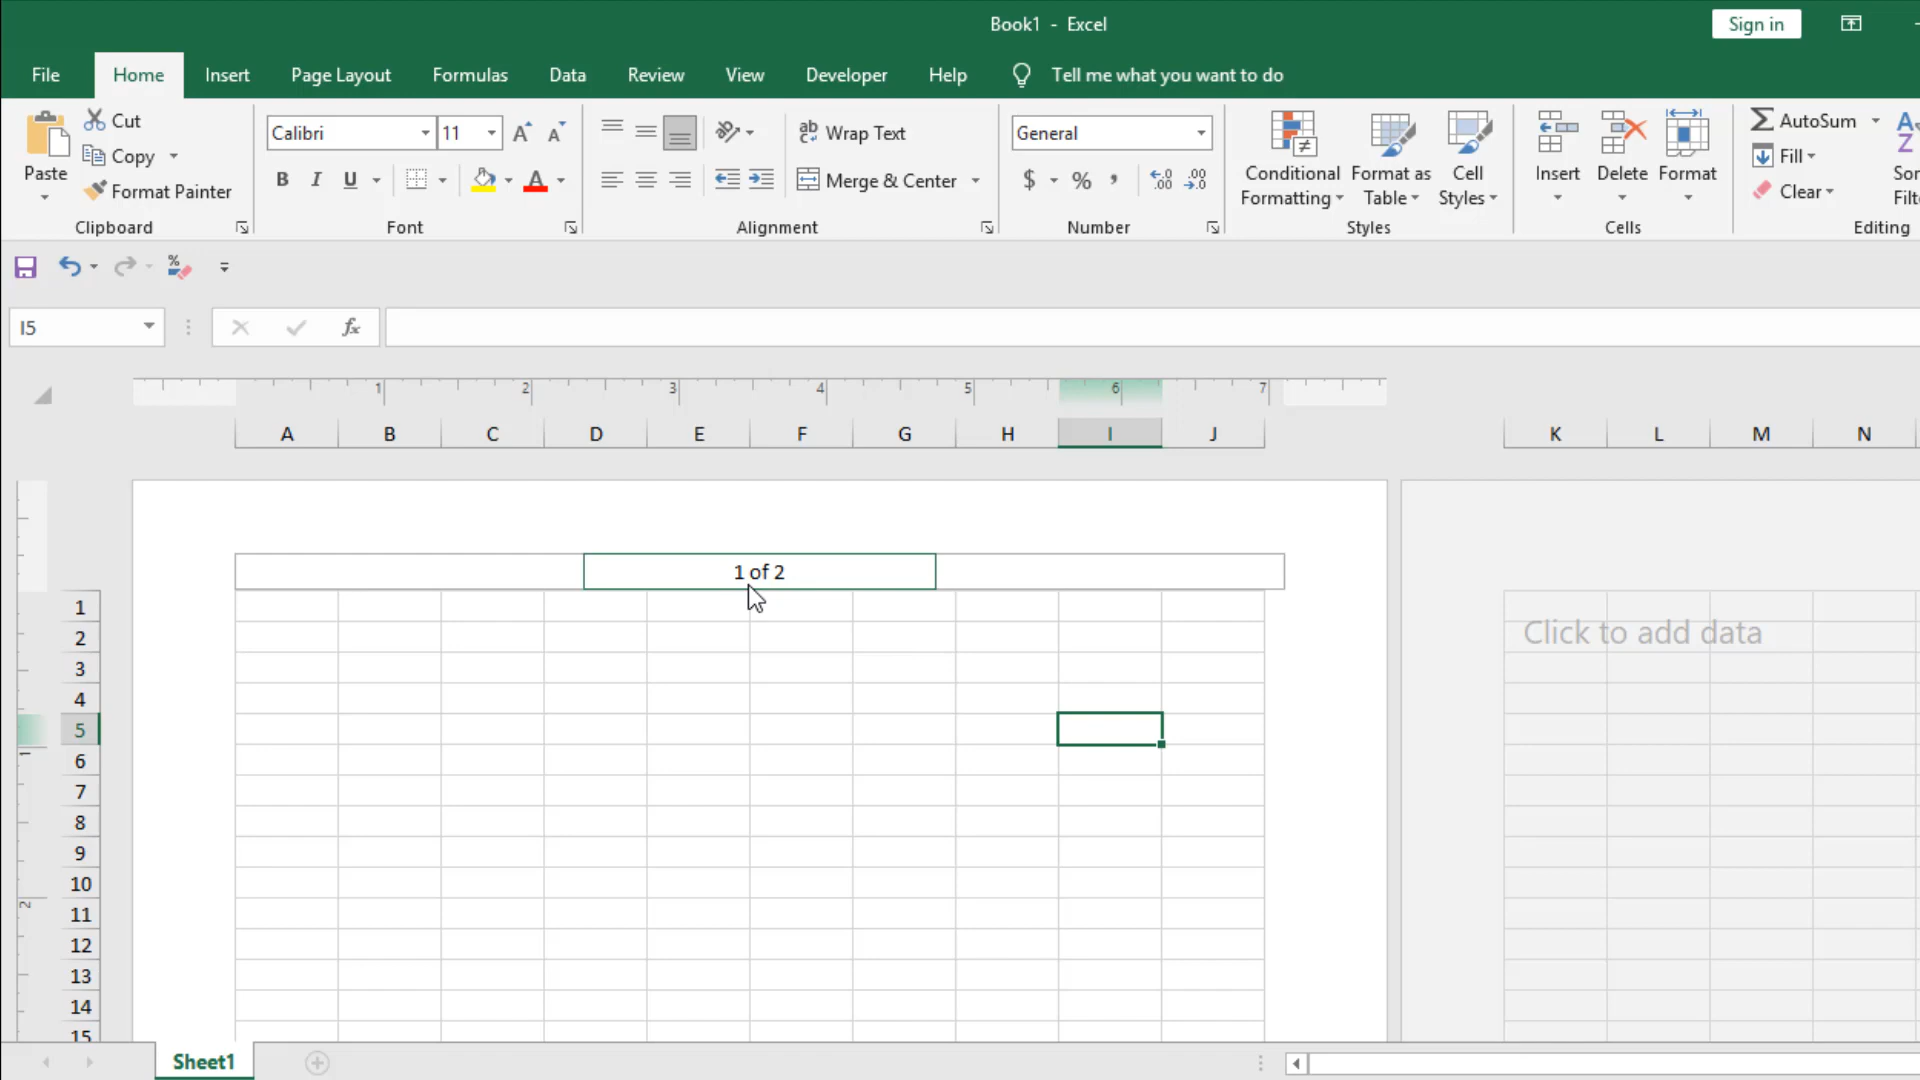 Book1 - Excel
Sign in
File Home Insert Page Layout Formulas Data Review View Developer Help Tell me what you want to do
Paste
Cut
Copy
Format Painter
Clipboard
Calibri 11
B I U
Font
Wrap Text
Merge & Center
Alignment
General
$ % ,
Number
Conditional Formatting
Format as Table
Cell Styles
Styles
Insert
Delete
Format
Cells
AutoSum
Fill
Clear
Editing
I5
fx
1 2 3 4 5 6 7
A B C D E F G H I J K L M N
1 of 2
Click to add data
1
2
3
4
5
6
7
8
9
10
11
12
13
14
15
1
2
Sheet1